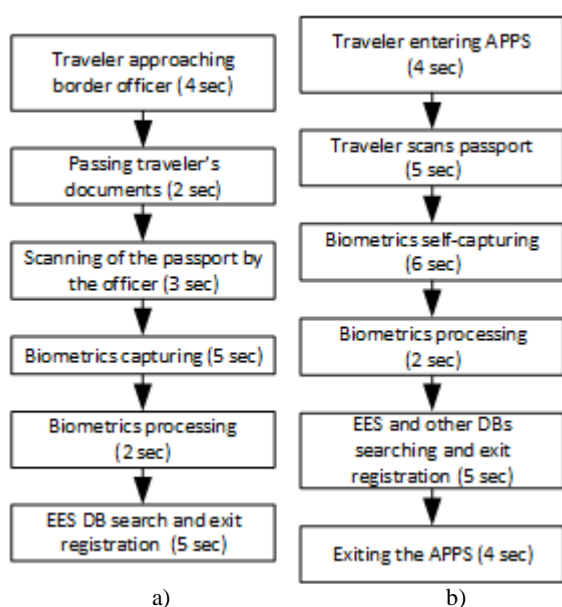 Traveler approaching
border officer (4 sec)
Passing traveler's
documents (2 sec)
Scanning of the passport by
the officer (3 sec)
Biometrics capturing (5 sec)
Biometrics processing
(2 sec)
EES DB search and exit
registration (5 sec)
a)
Traveler entering APPS
(4 sec)
Traveler scans passport
(5 sec)
Biometrics self-capturing
(6 sec)
Biometrics processing
(2 sec)
EES and other DBs
searching and exit
registration (5 sec)
Exiting the APPS (4 sec)
b)